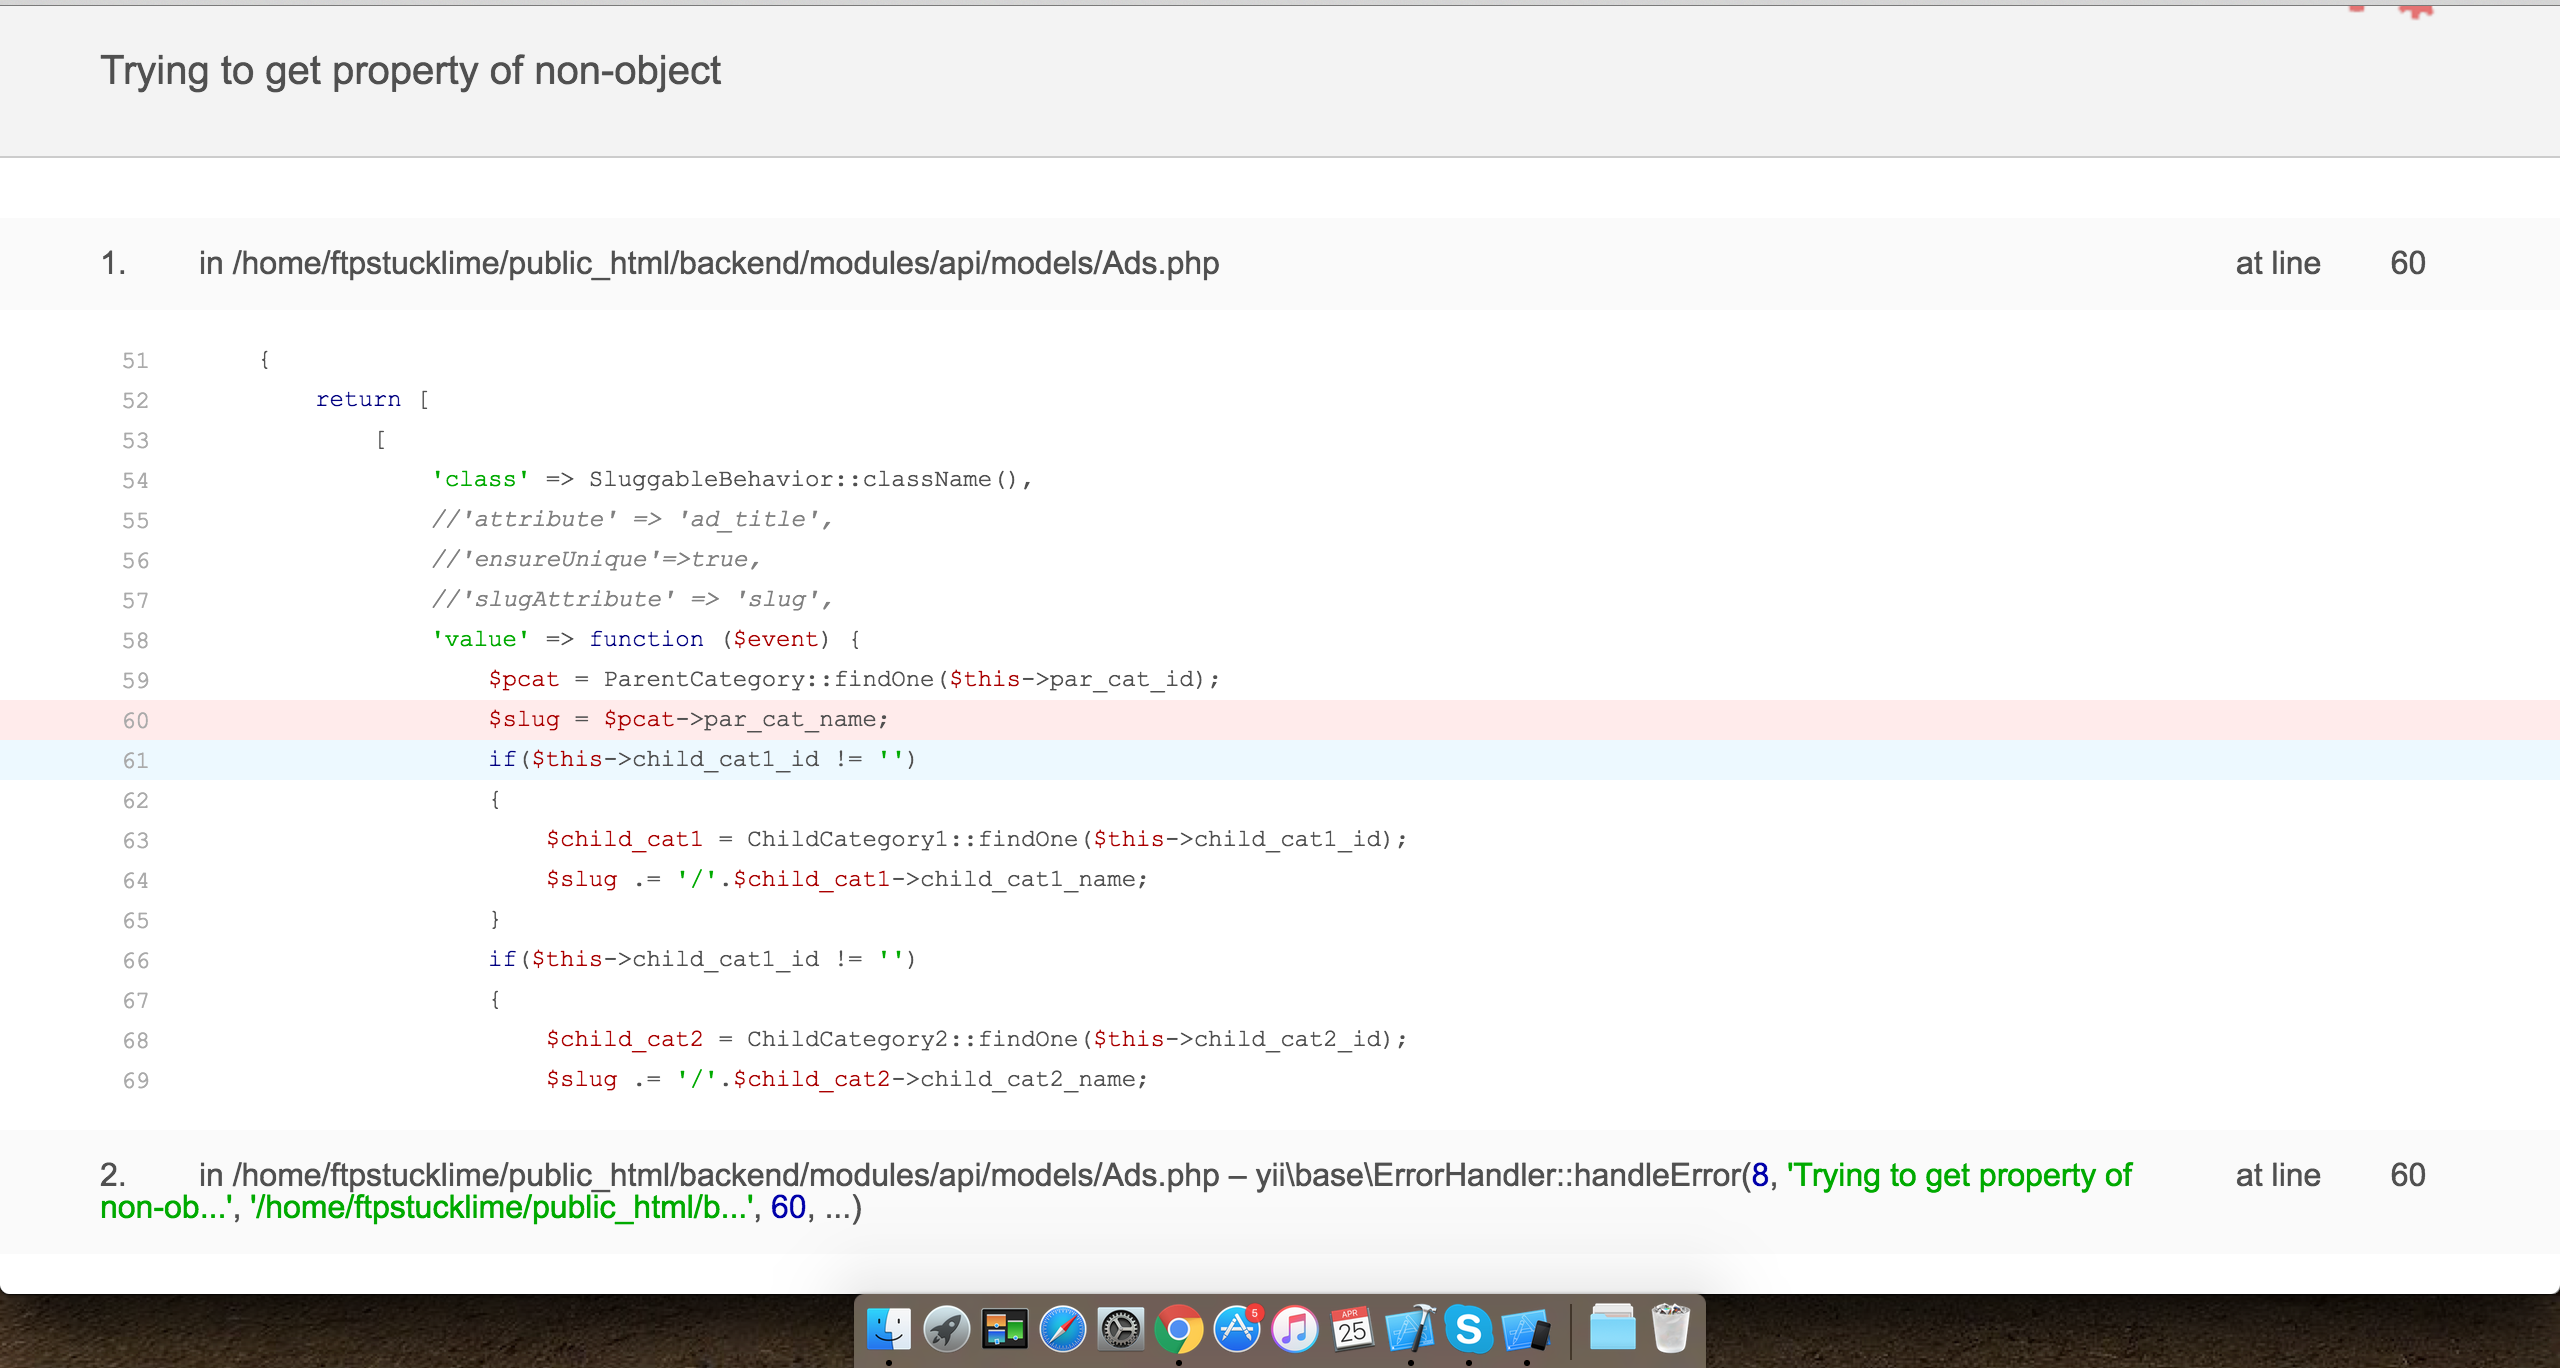 Trying to get property of non-object
1. in /home/ftpstucklime/public_html/backend/modules/api/models/Ads.php at line 60
51 {
52 return [
53 [
54 'class' => SluggableBehavior::className(),
55 //'attribute' => 'ad_title',
56 //'ensureUnique'=>true,
57 //'slugAttribute' => 'slug',
58 'value' => function ($event) {
59 $pcat = ParentCategory::findOne($this->par_cat_id);
60 $slug = $pcat->par_cat_name;
61 if($this->child_cat1_id != '')
62 {
63 $child_cat1 = ChildCategory1::findOne($this->child_cat1_id);
64 $slug .= '/'.$child_cat1->child_cat1_name;
65 }
66 if($this->child_cat1_id != '')
67 {
68 $child_cat2 = ChildCategory2::findOne($this->child_cat2_id);
69 $slug .= '/'.$child_cat2->child_cat2_name;
2. in /home/ftpstucklime/public_html/backend/modules/api/models/Ads.php – yii\base\ErrorHandler::handleError(8, 'Trying to get property of at line 60
non-ob...', '/home/ftpstucklime/public_html/b...', 60, ...)
5
APR
25
S